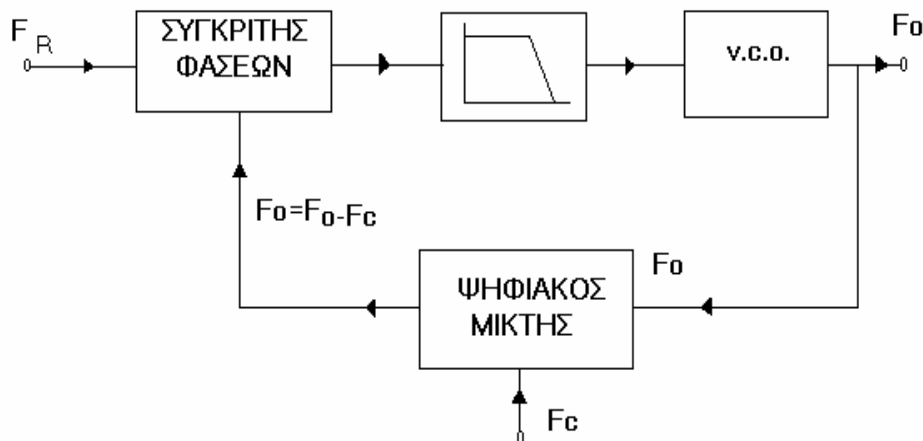 F R
ΣΥΓΚΡΙΤΗΣ
ΦΑΣΕΩΝ
v.c.o.
Fo
Fo=Fo-Fc
Fo
ΨΗΦΙΑΚΟΣ
ΜΙΚΤΗΣ
Fc